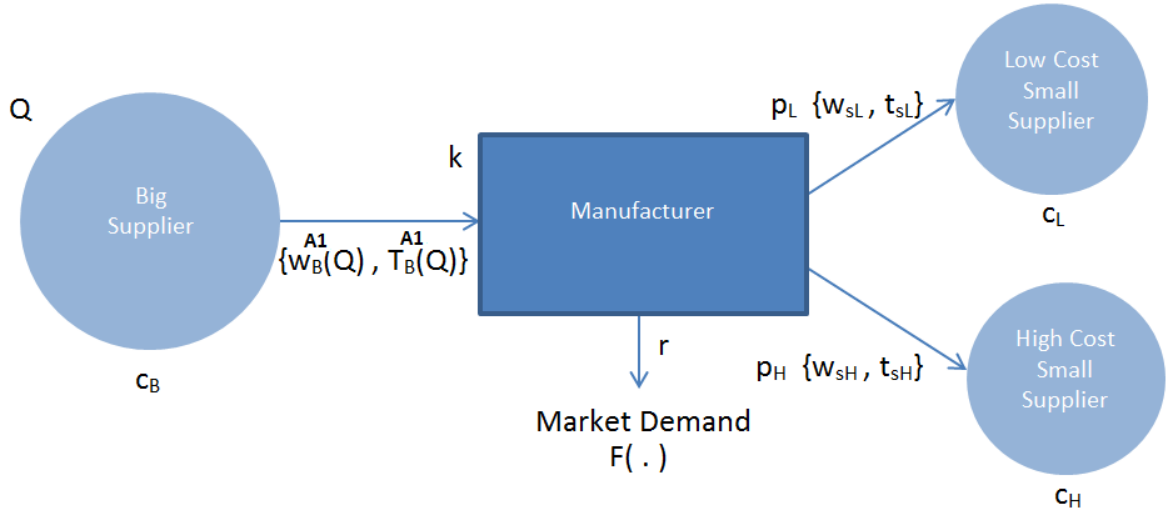 Q
Big
Supplier
c_B
A1 A1
{w_B(Q) , T_B(Q)}
k
Manufacturer
r
Market Demand
F( . )
p_L {w_sL , t_sL}
Low Cost
Small
Supplier
c_L
p_H {w_sH , t_sH}
High Cost
Small
Supplier
c_H